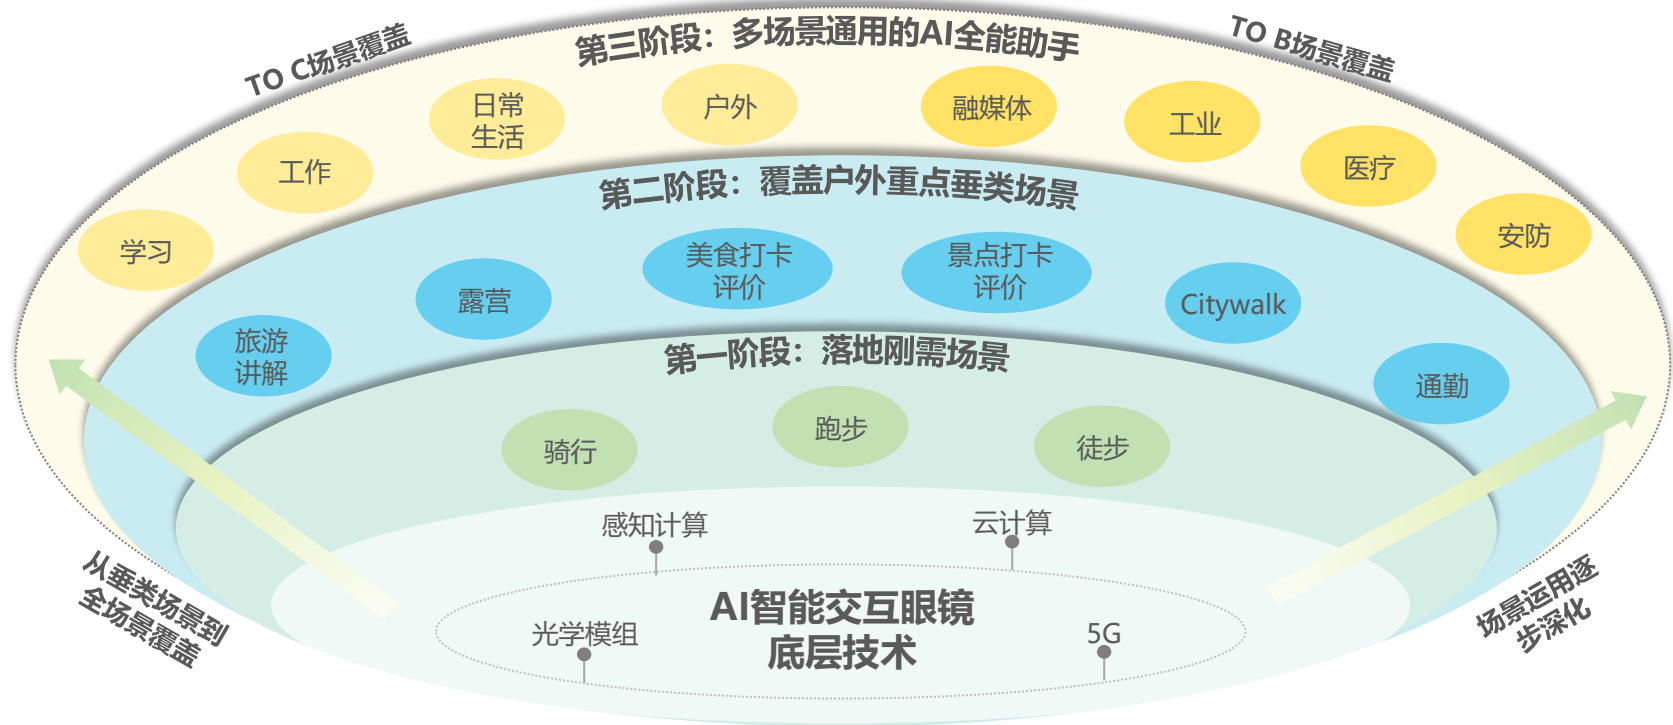 TO C场景覆盖
TO B场景覆盖
第三阶段：多场景通用的AI全能助手
学习
工作
日常
生活
户外
融媒体
工业
医疗
安防
第二阶段：覆盖户外重点垂类场景
旅游
讲解
露营
美食打卡
评价
景点打卡
评价
Citywalk
通勤
第一阶段：落地刚需场景
骑行
跑步
徒步
感知计算
云计算
AI智能交互眼镜
底层技术
光学模组
5G
从垂类场景到
全场景覆盖
场景运用逐
步深化